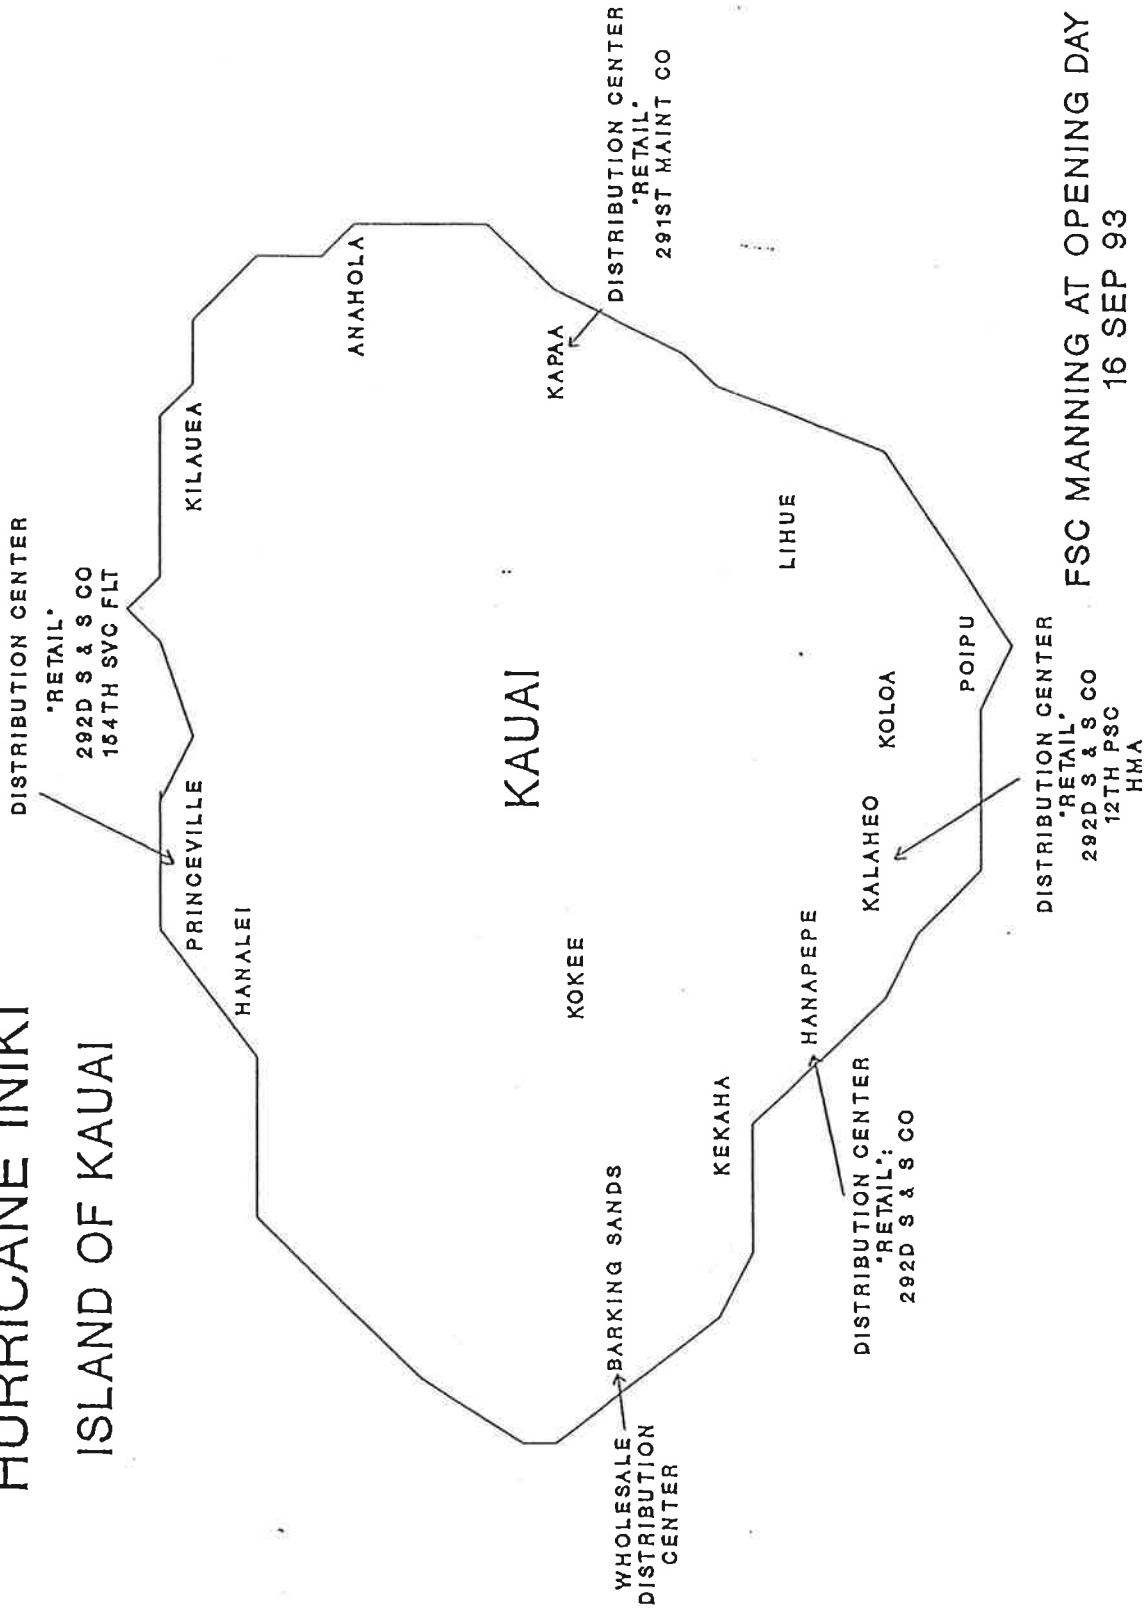 HURRICANE INIKI
ISLAND OF KAUAI
DISTRIBUTION CENTER
"RETAIL"
292D S & S CO
154TH SVC FLT
PRINCEVILLE
HANALEI
KILAUEA
ANAHOLA
KAUAI
KOKEE
KAPAA
DISTRIBUTION CENTER
"RETAIL"
291ST MAINT CO
WHOLESALE
DISTRIBUTION
CENTER
BARKING SANDS
KEKAHA
HANAPEPE
LIHUE
KALAHEO
KOLOA
POIPU
DISTRIBUTION CENTER
"RETAIL":
292D S & S CO
DISTRIBUTION CENTER
"RETAIL"
292D S & S CO
12TH PSC
HMA
FSC MANNING AT OPENING DAY
16 SEP 93